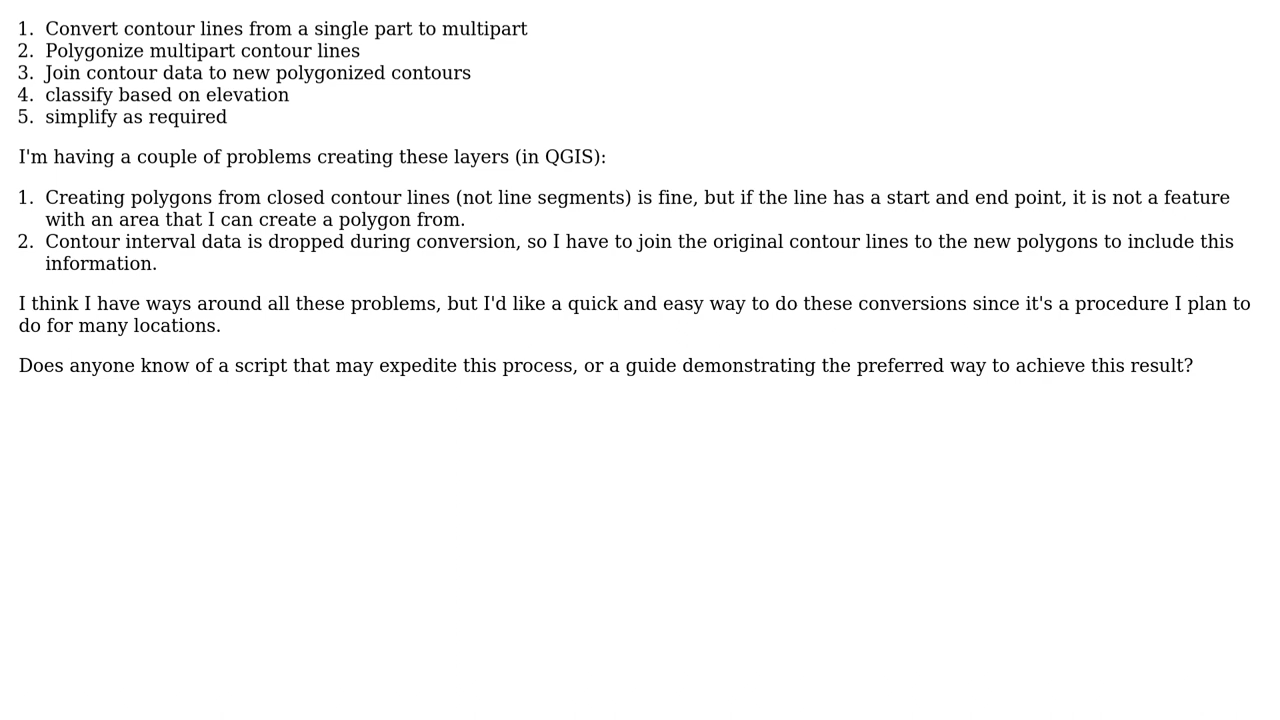 1. Convert contour lines from a single part to multipart
2. Polygonize multipart contour lines
3. Join contour data to new polygonized contours
4. classify based on elevation
5. simplify as required
I'm having a couple of problems creating these layers (in QGIS):
1. Creating polygons from closed contour lines (not line segments) is fine, but if the line has a start and end point, it is not a feature
with an area that I can create a polygon from.
2. Contour interval data is dropped during conversion, so I have to join the original contour lines to the new polygons to include this
information.
I think I have ways around all these problems, but I'd like a quick and easy way to do these conversions since it's a procedure I plan to
do for many locations.
Does anyone know of a script that may expedite this process, or a guide demonstrating the preferred way to achieve this result?